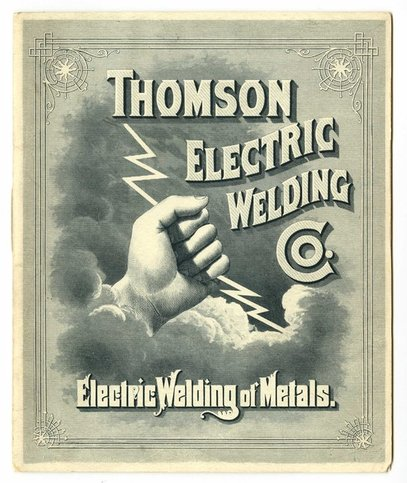 THOMSON
ELECTRIC
WELDING
Co.
Electric Welding of Metals.